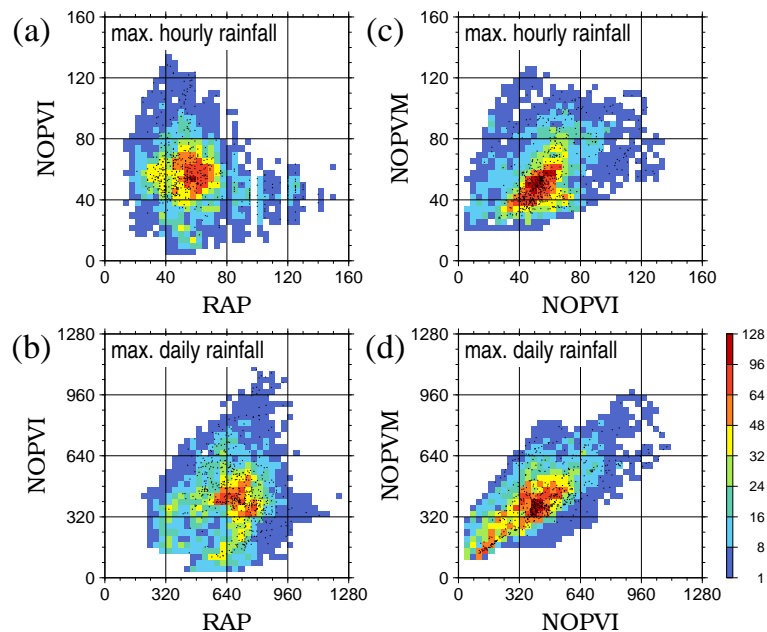 (a)
max. hourly rainfall
160
120
80
40
0
NOPVI
0 40 80 120 160
RAP
(c)
max. hourly rainfall
160
120
80
40
0
NOPVM
0 40 80 120 160
NOPVI
(b)
max. daily rainfall
1280
960
640
320
0
NOPVI
0 320 640 960 1280
RAP
(d)
max. daily rainfall
1280
960
640
320
0
NOPVM
0 320 640 960 1280
NOPVI
128
96
64
48
32
24
16
8
1